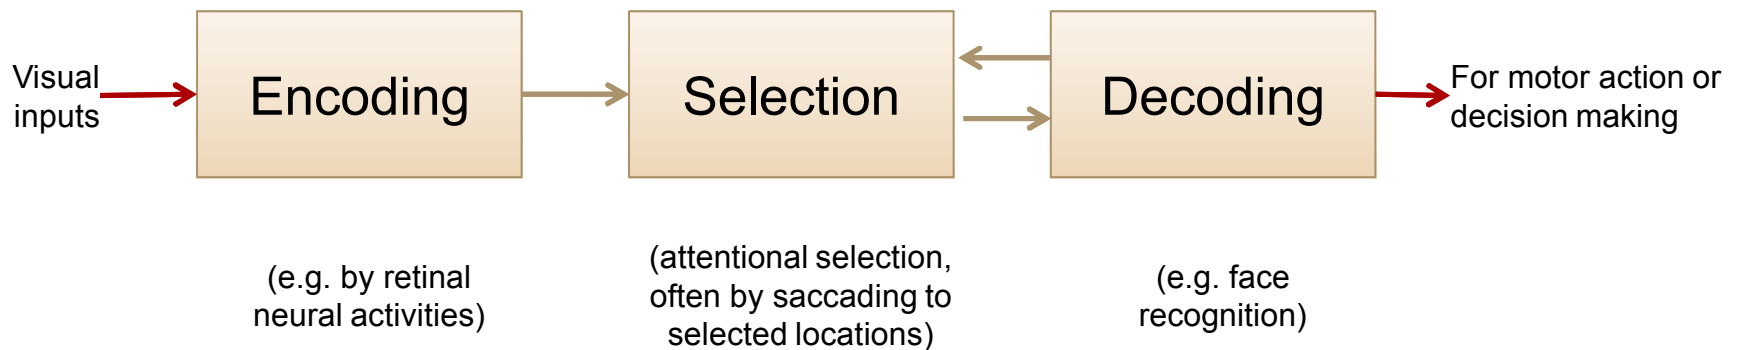 Visual
inputs
Encoding
Selection
Decoding
For motor action or
decision making
(e.g. by retinal
neural activities)
(attentional selection,
often by saccading to
selected locations)
(e.g. face
recognition)